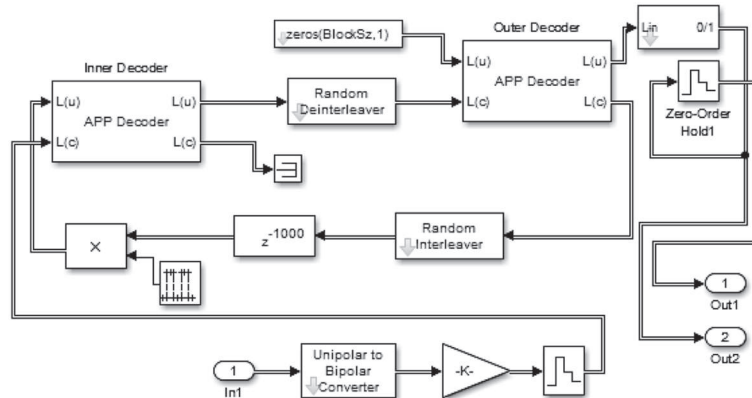 zeros(BlockSz,1)
Outer Decoder
L(u)
L(c)
APP Decoder
L(u)
L(c)
Lin
0/1
Inner Decoder
L(u)
L(c)
APP Decoder
L(u)
L(c)
Random
Deinterleaver
Zero-Order
Hold1
×
z-1000
Random
Interleaver
1
Out1
2
Out2
1
In1
Unipolar to
Bipolar
Converter
-K-